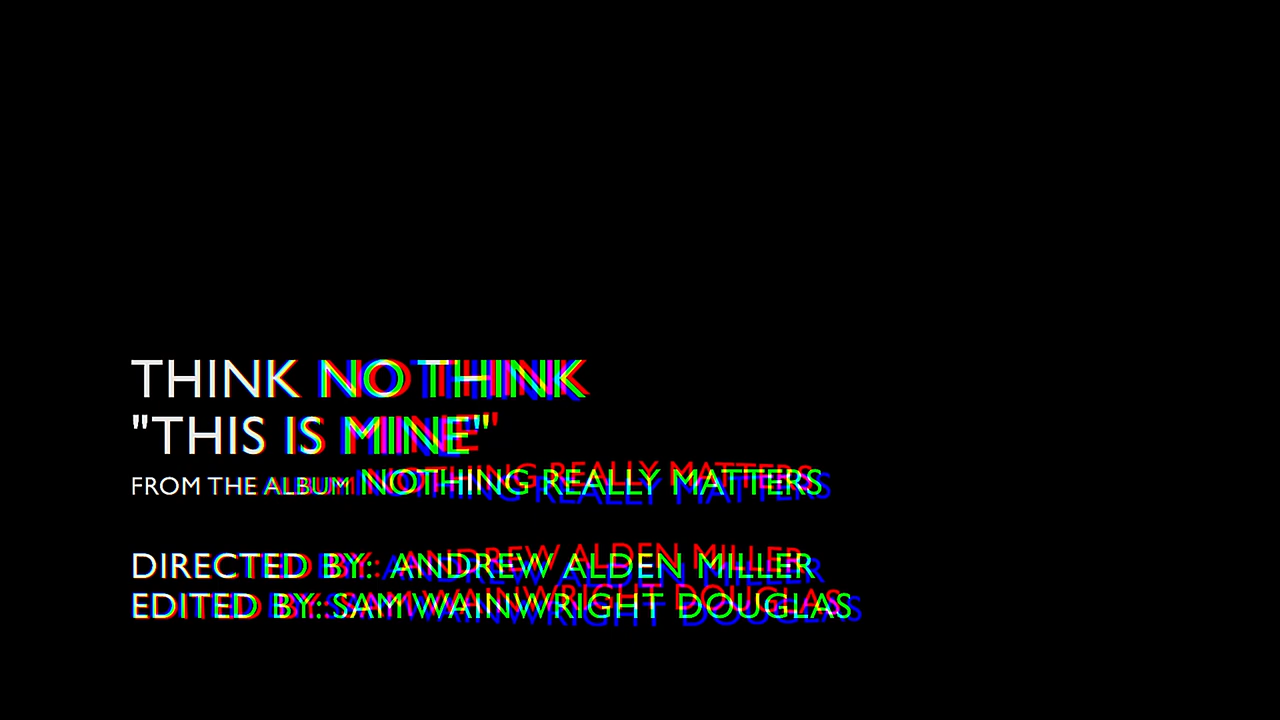 THINK NO THINK
"THIS IS MINE"
FROM THE ALBUM NOTHING REALLY MATTERS
DIRECTED BY: ANDREW ALDEN MILLER
EDITED BY: SAM WAINWRIGHT DOUGLAS